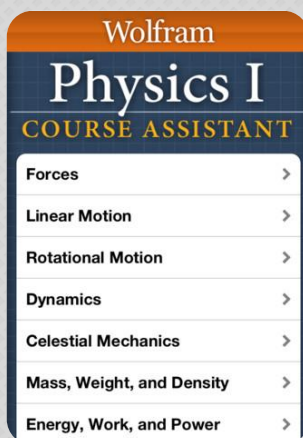 Wolfram
Physics I
COURSE ASSISTANT
Forces
Linear Motion
Rotational Motion
Dynamics
Celestial Mechanics
Mass, Weight, and Density
Energy, Work, and Power